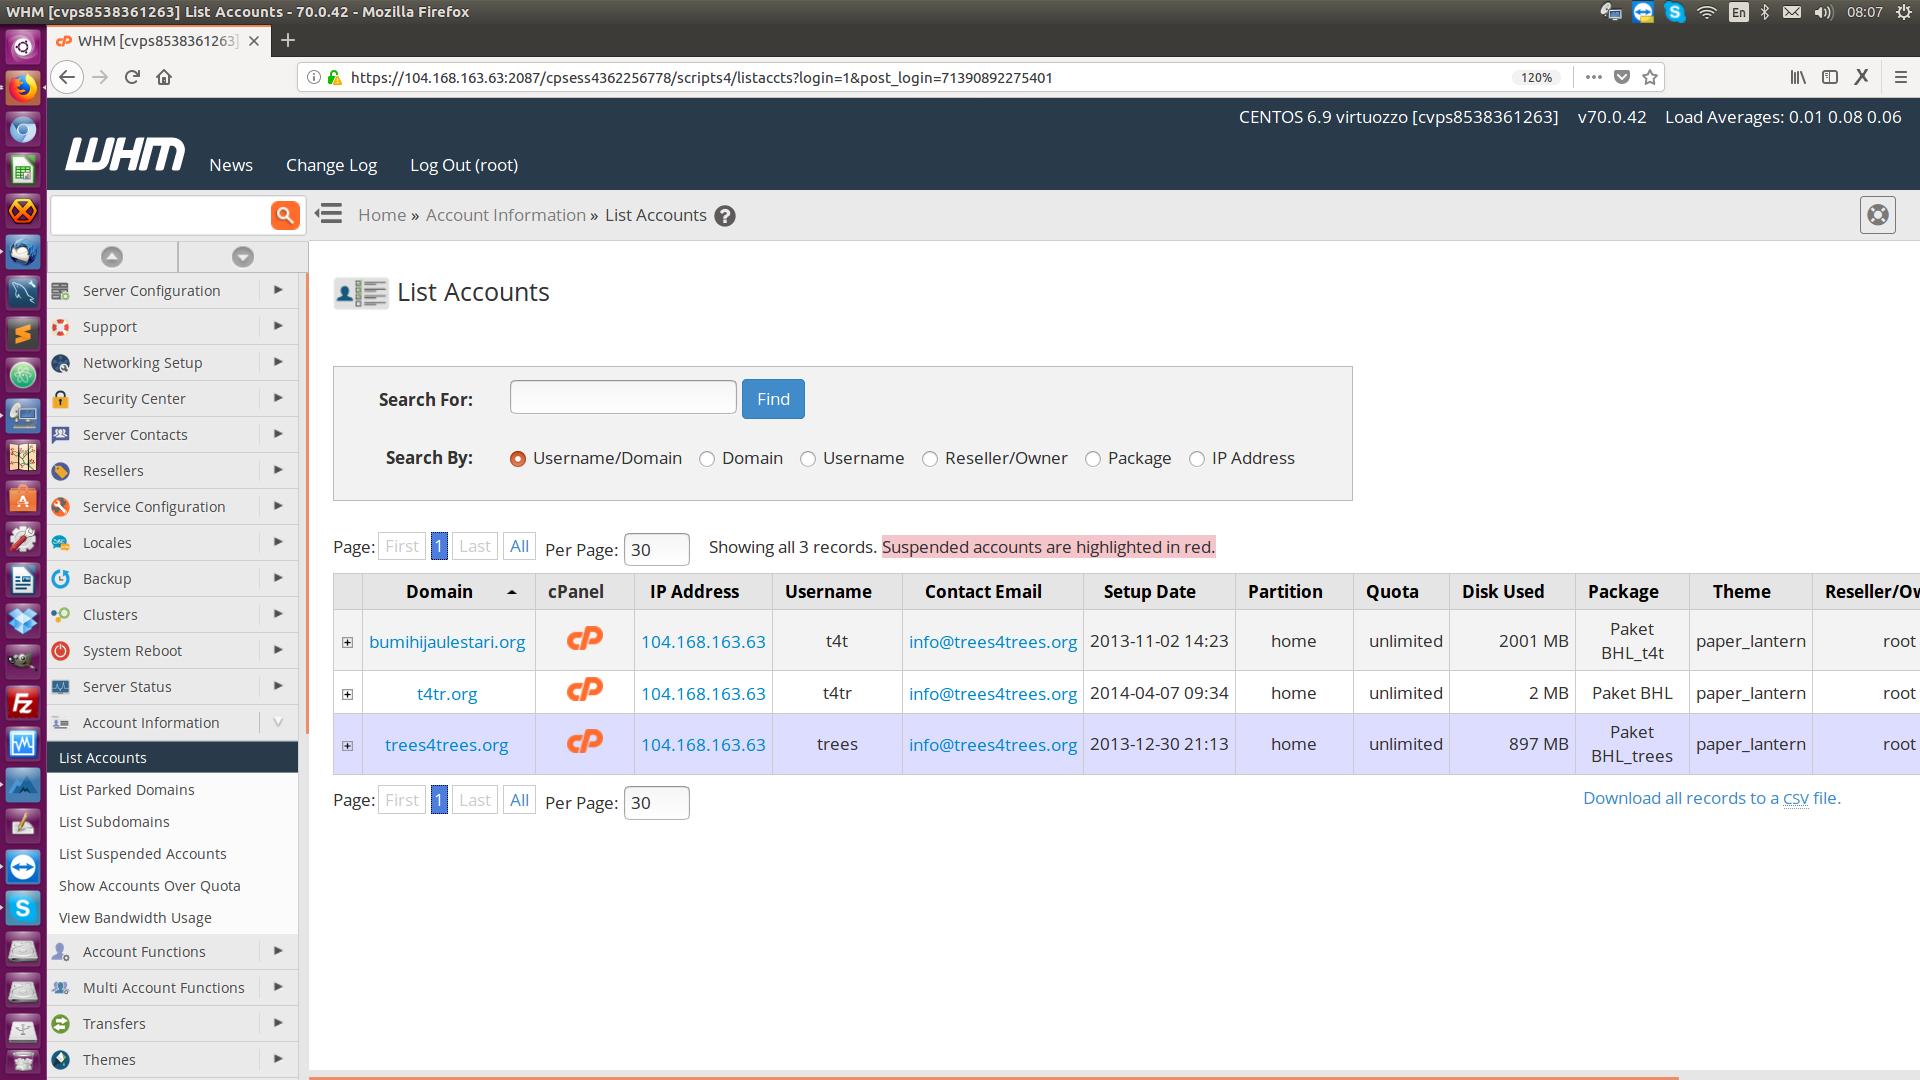 WHM [cvps8538361263] List Accounts - 70.0.42 - Mozilla Firefox
En
08:07
cP WHM [cvps8538361263]
https://104.168.163.63:2087/cpsess4362256778/scripts4/listaccts?login=1&post_login=71390892275401
120%
CENTOS 6.9 virtuozzo [cvps8538361263] v70.0.42 Load Averages: 0.01 0.08 0.06
WHM
News Change Log Log Out (root)
Home » Account Information » List Accounts
Server Configuration
Support
Networking Setup
Security Center
Server Contacts
Resellers
Service Configuration
Locales
Backup
Clusters
System Reboot
Server Status
Account Information
List Accounts
List Parked Domains
List Subdomains
List Suspended Accounts
Show Accounts Over Quota
View Bandwidth Usage
Account Functions
Multi Account Functions
Transfers
Themes
List Accounts
Search For: Find
Search By: Username/Domain Domain Username Reseller/Owner Package IP Address
Page: First 1 Last All Per Page: 30 Showing all 3 records. Suspended accounts are highlighted in red.
Domain cPanel IP Address Username Contact Email Setup Date Partition Quota Disk Used Package Theme Reseller/Ow
bumihijaulestari.org cP 104.168.163.63 t4t info@trees4trees.org 2013-11-02 14:23 home unlimited 2001 MB Paket BHL_t4t paper_lantern root
t4tr.org cP 104.168.163.63 t4tr info@trees4trees.org 2014-04-07 09:34 home unlimited 2 MB Paket BHL paper_lantern root
trees4trees.org cP 104.168.163.63 trees info@trees4trees.org 2013-12-30 21:13 home unlimited 897 MB Paket BHL_trees paper_lantern root
Page: First 1 Last All Per Page: 30
Download all records to a CSV file.